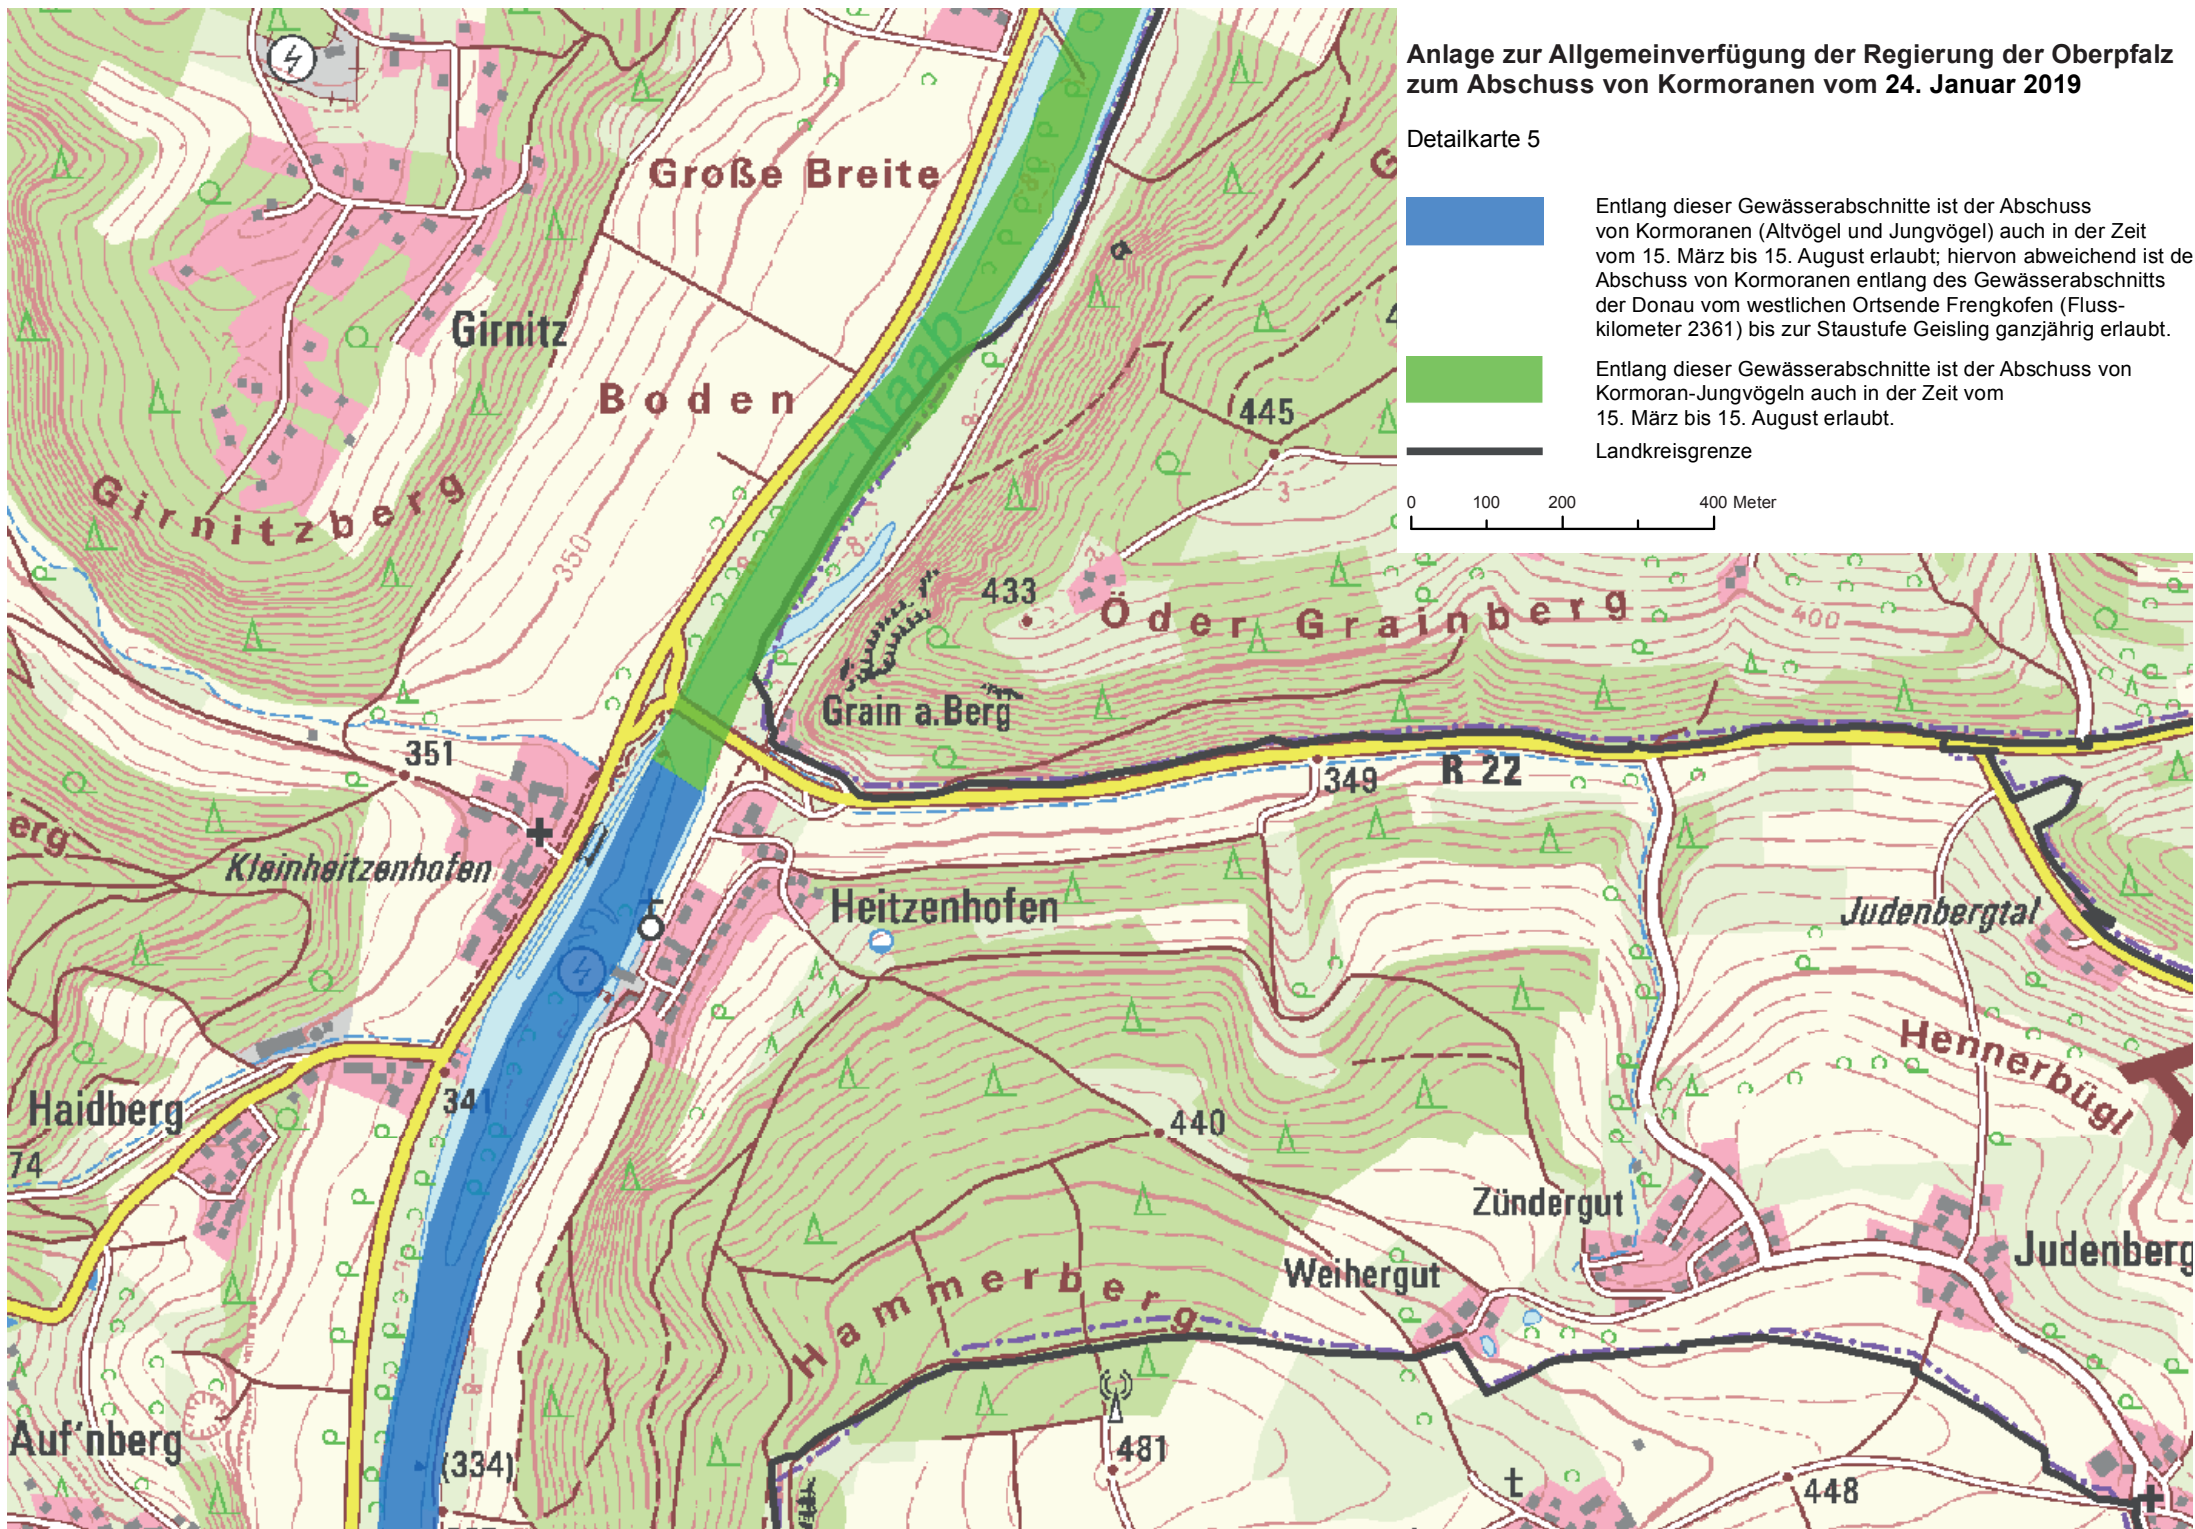 Anlage zur Allgemeinverfügung der Regierung der Oberpfalz
zum Abschuss von Kormoranen vom 24. Januar 2019
Detailkarte 5
Entlang dieser Gewässerabschnitte ist der Abschuss
von Kormoranen (Altvögel und Jungvögel) auch in der Zeit
vom 15. März bis 15. August erlaubt; hiervon abweichend ist de
Abschuss von Kormoranen entlang des Gewässerabschnitts
der Donau vom westlichen Ortsende Frengkofen (Fluss-
kilometer 2361) bis zur Staustufe Geisling ganzjährig erlaubt.
Entlang dieser Gewässerabschnitte ist der Abschuss von
Kormoran-Jungvögeln auch in der Zeit vom
15. März bis 15. August erlaubt.
Landkreisgrenze
0 100 200 400 Meter
Große Breite
Girnitz
Boden
Naab
445
Girnitzberg
350
433
Öder Grainberg
400
Grain a.Berg
351
349
R 22
erg
Kleinheitzenhofen
Heitzenhofen
Judenbergtal
Hennerbügl
Haidberg
341
440
74
Zündergut
Weihergut
Judenberg
Hammerberg
Auf'nberg
(334)
481
448